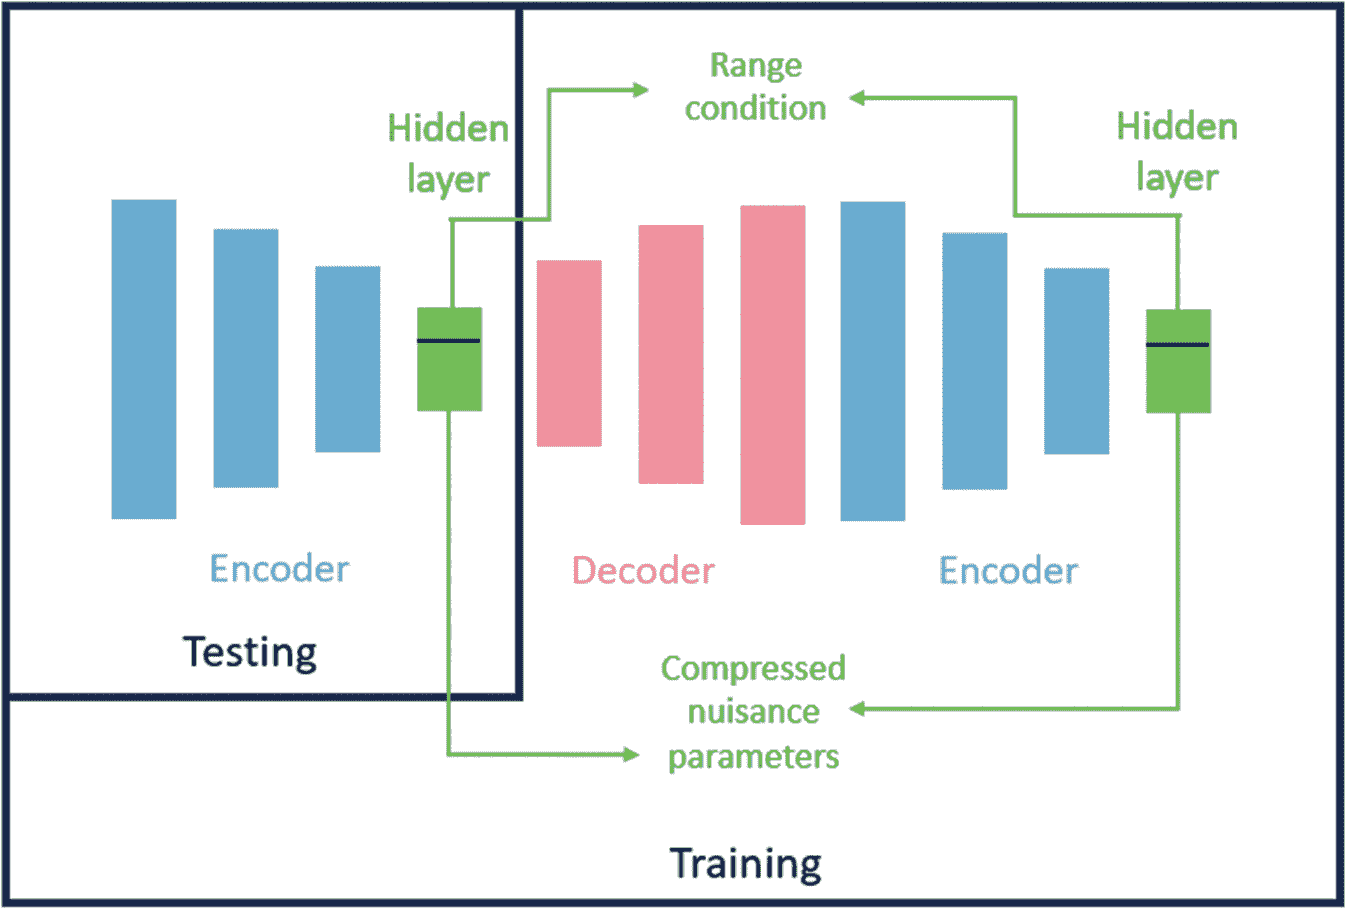 Range
condition
Hidden
layer
Hidden
layer
Encoder
Decoder
Encoder
Testing
Compressed
nuisance
parameters
Training